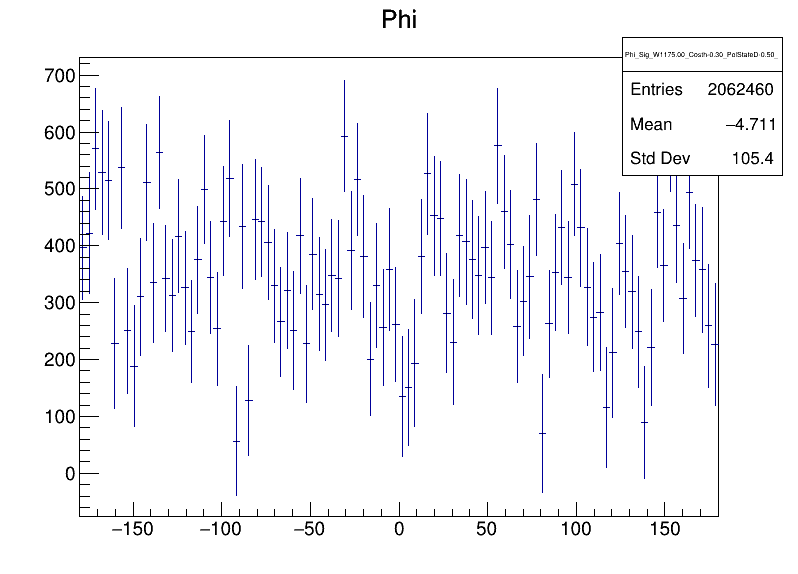 Phi
Phi_Sig_W1175.00_Costh-0.30_PolStateD-0.50_
Entries 2062460
Mean −4.711
Std Dev 105.4
700
600
500
400
300
200
100
0
−150 −100 −50 0 50 100 150